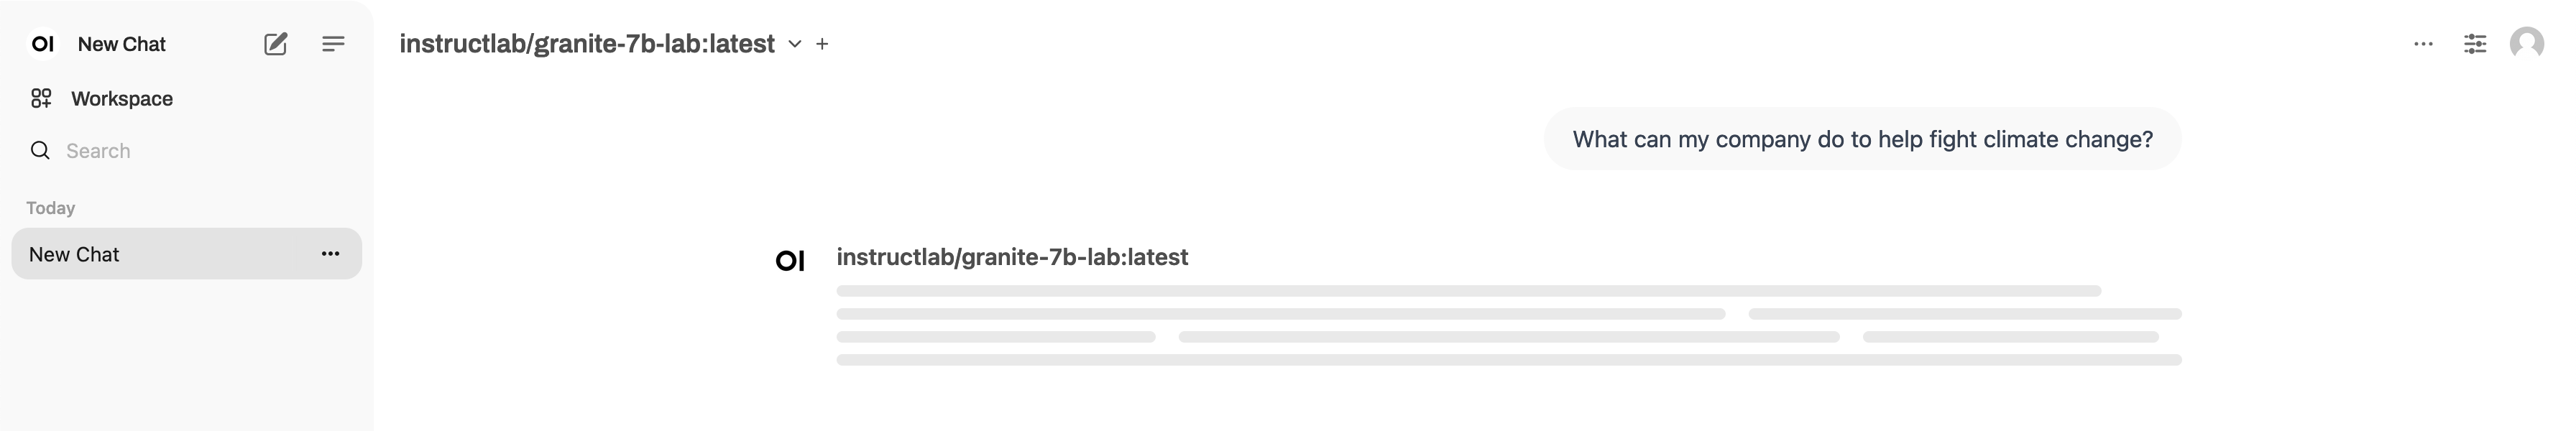 OI New Chat
Workspace
Search
Today
New Chat
instructlab/granite-7b-lab:latest
What can my company do to help fight climate change?
OI instructlab/granite-7b-lab:latest